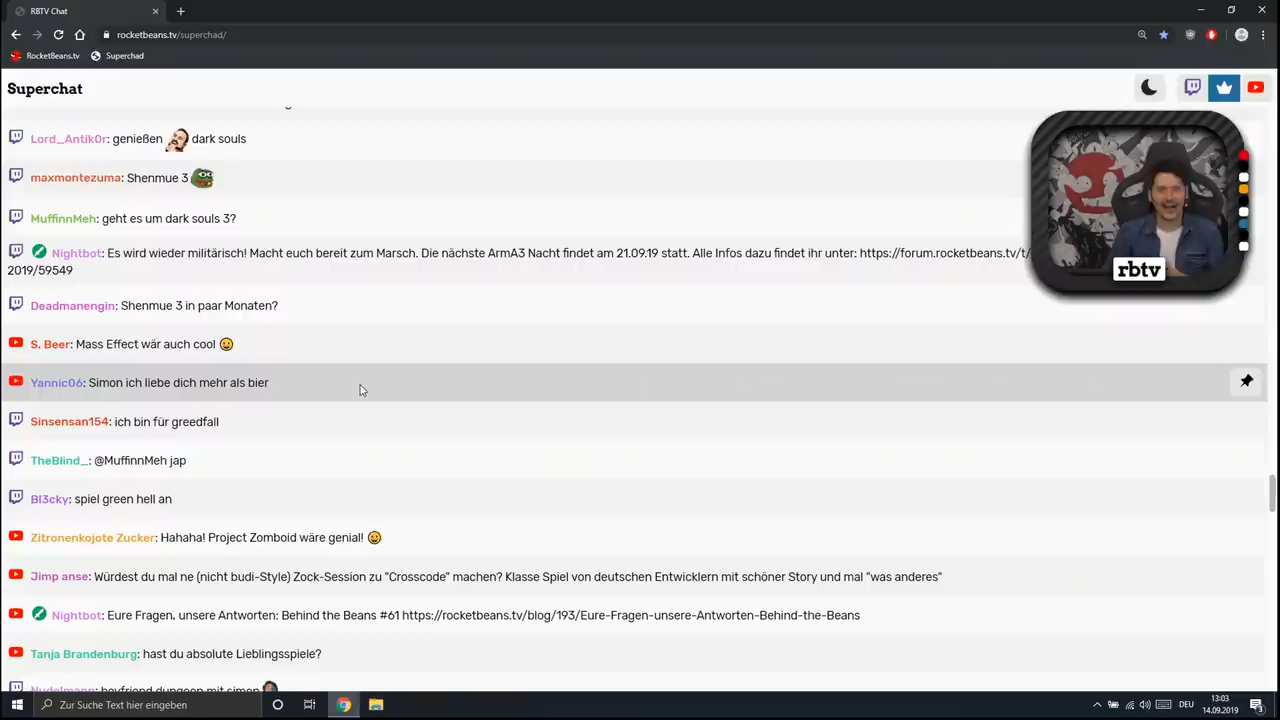 RBTV Chat
rocketbeans.tv/superchad/
RocketBeans.tv
Superchad
Superchat
Lord_Antik0r: genießen dark souls
maxmontezuma: Shenmue 3
MuffinnMeh: geht es um dark souls 3?
Nightbot: Es wird wieder militärisch! Macht euch bereit zum Marsch. Die nächste ArmA3 Nacht findet am 21.09.19 statt. Alle Infos dazu findet ihr unter: https://forum.rocketbeans.tv/t/
2019/59549
rbtv
Deadmanengin: Shenmue 3 in paar Monaten?
S. Beer: Mass Effect wär auch cool
Yannic06: Simon ich liebe dich mehr als bier
Sinsensan154: ich bin für greedfall
TheBlind_: @MuffinnMeh jap
Bl3cky: spiel green hell an
Zitronenkojote Zucker: Hahaha! Project Zomboid wäre genial!
Jimp anse: Würdest du mal ne (nicht budi-Style) Zock-Session zu "Crosscode" machen? Klasse Spiel von deutschen Entwicklern mit schöner Story und mal "was anderes"
Nightbot: Eure Fragen, unsere Antworten: Behind the Beans #61 https://rocketbeans.tv/blog/193/Eure-Fragen-unsere-Antworten-Behind-the-Beans
Tanja Brandenburg: hast du absolute Lieblingsspiele?
Nudelmann: boyfriend dungeon mit simon
Zur Suche Text hier eingeben
DEU
13:03
14.09.2019
3